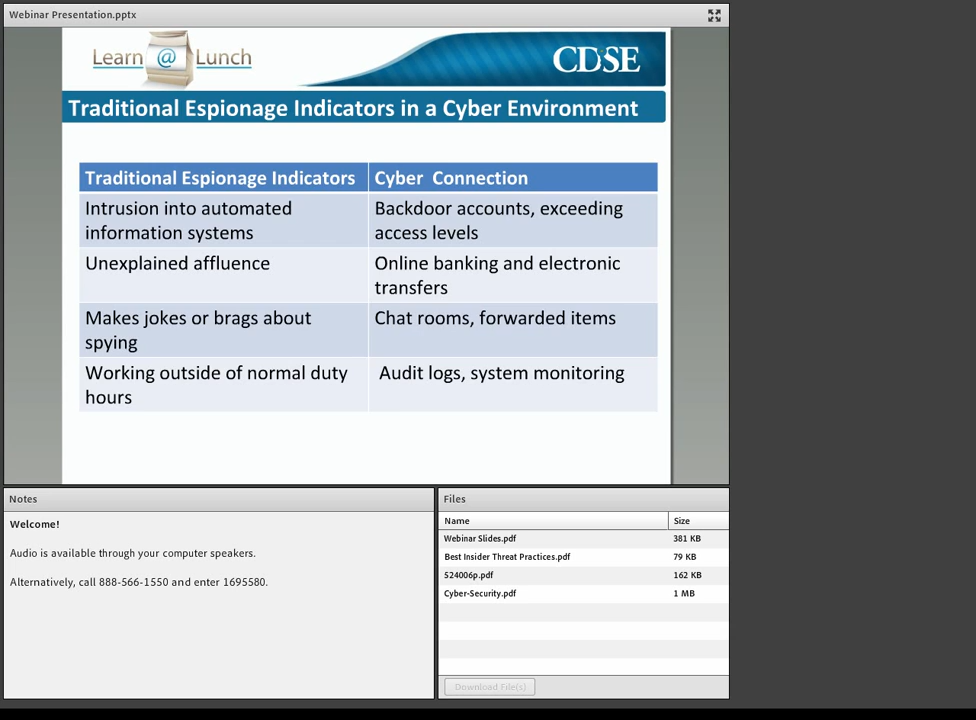 Webinar Presentation.pptx
Learn @ Lunch
CDSE
Traditional Espionage Indicators in a Cyber Environment
Traditional Espionage Indicators
Cyber Connection
Intrusion into automated
information systems
Backdoor accounts, exceeding
access levels
Unexplained affluence
Online banking and electronic
transfers
Makes jokes or brags about
spying
Chat rooms, forwarded items
Working outside of normal duty
hours
Audit logs, system monitoring
Notes
Welcome!
Audio is available through your computer speakers.
Alternatively, call 888-566-1550 and enter 1695580.
Files
Name Size
Webinar Slides.pdf 381 KB
Best Insider Threat Practices.pdf 79 KB
524006p.pdf 162 KB
Cyber-Security.pdf 1 MB
Download File(s)